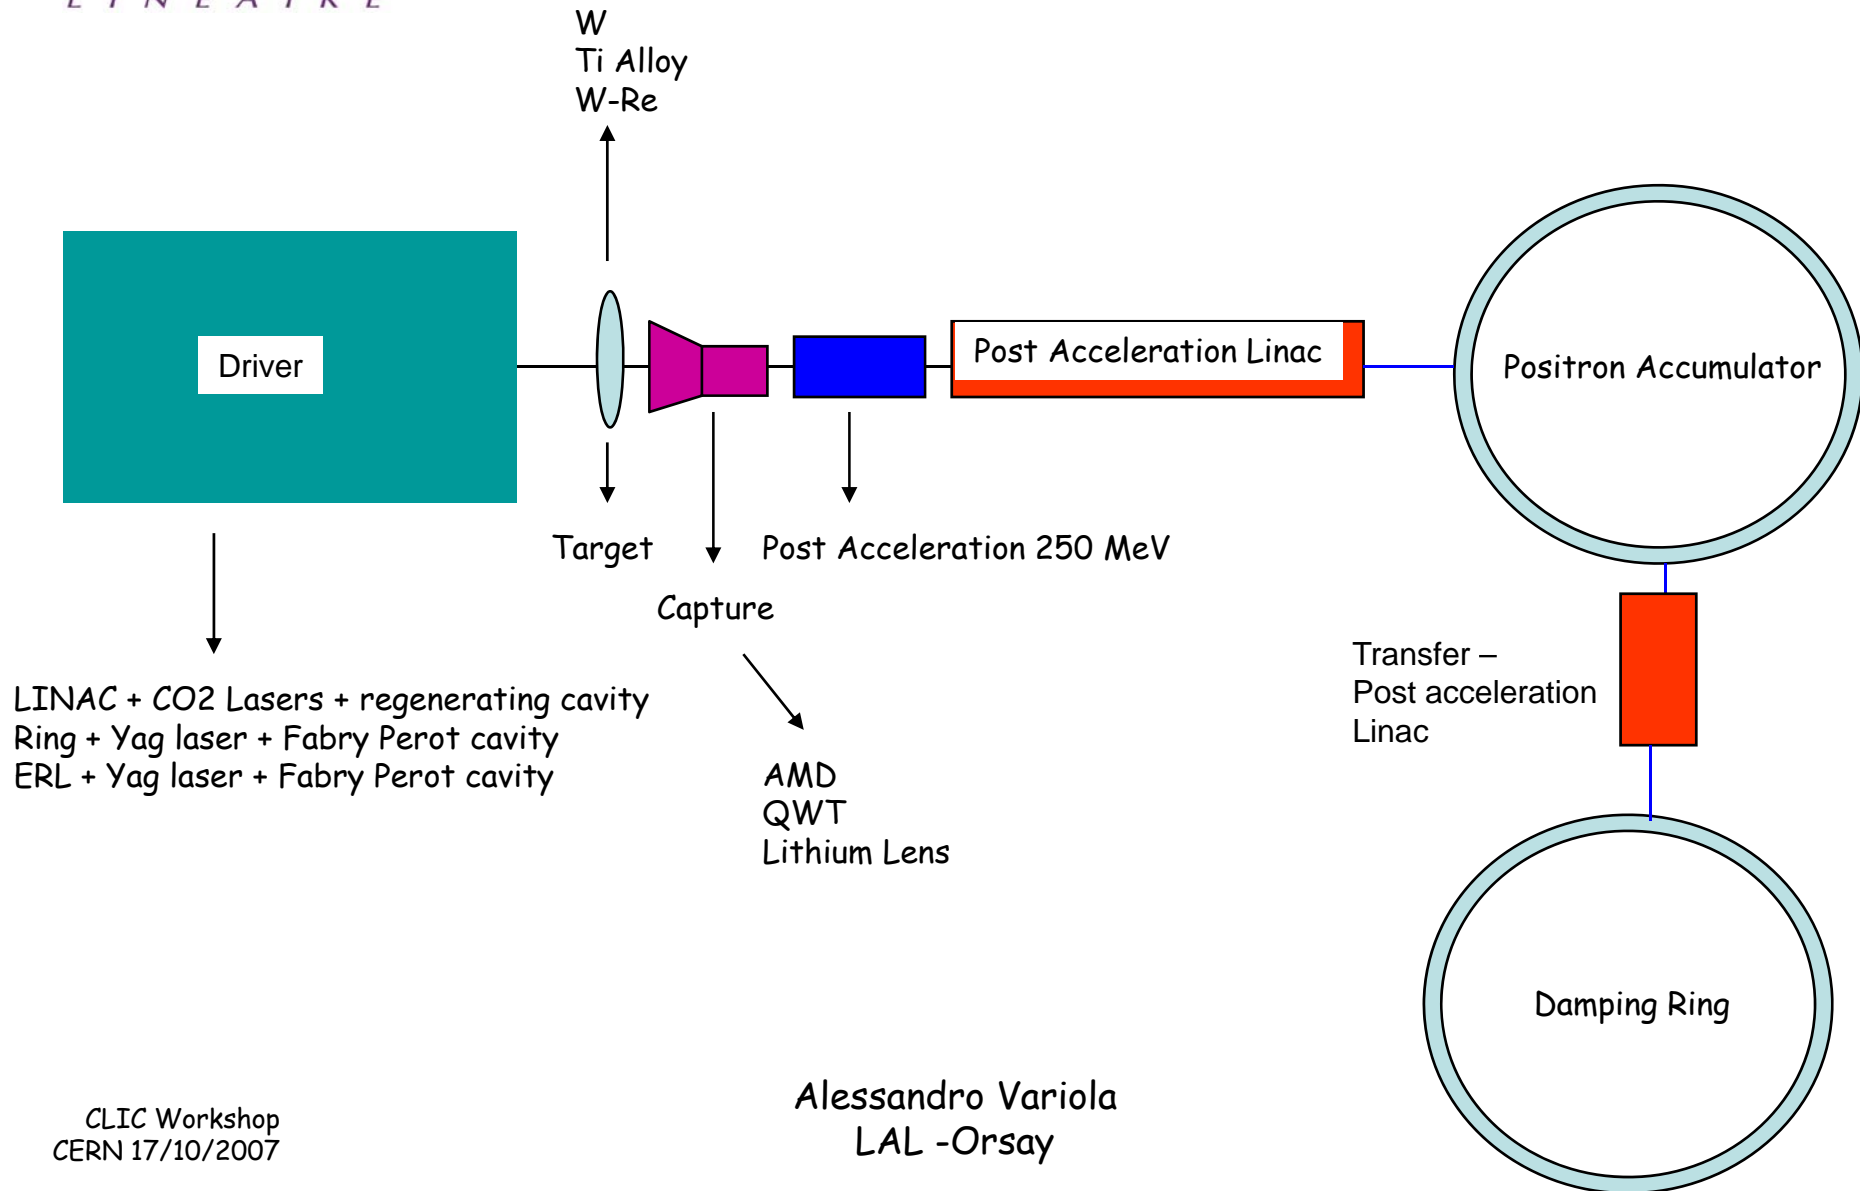 W
Ti Alloy
W-Re
Driver
Post Acceleration Linac
Positron Accumulator
Target
Post Acceleration 250 MeV
Capture
Transfer –
Post acceleration
Linac
LINAC + CO2 Lasers + regenerating cavity
Ring + Yag laser + Fabry Perot cavity
ERL + Yag laser + Fabry Perot cavity
AMD
QWT
Lithium Lens
Damping Ring
Alessandro Variola
LAL -Orsay
CLIC Workshop
CERN 17/10/2007